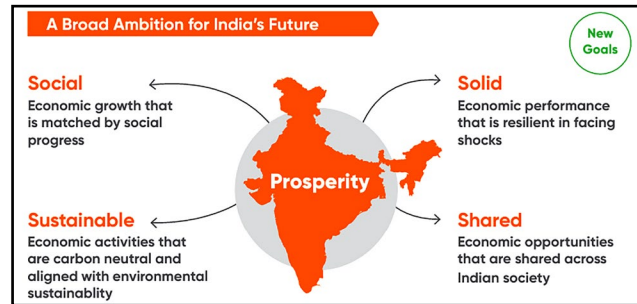 A Broad Ambition for India's Future
New
Goals
Social
Economic growth that
is matched by social
progress
Solid
Economic performance
that is resilient in facing
shocks
Prosperity
Sustainable
Economic activities that
are carbon neutral and
aligned with environmental
sustainablity
Shared
Economic opportunities
that are shared across
Indian society